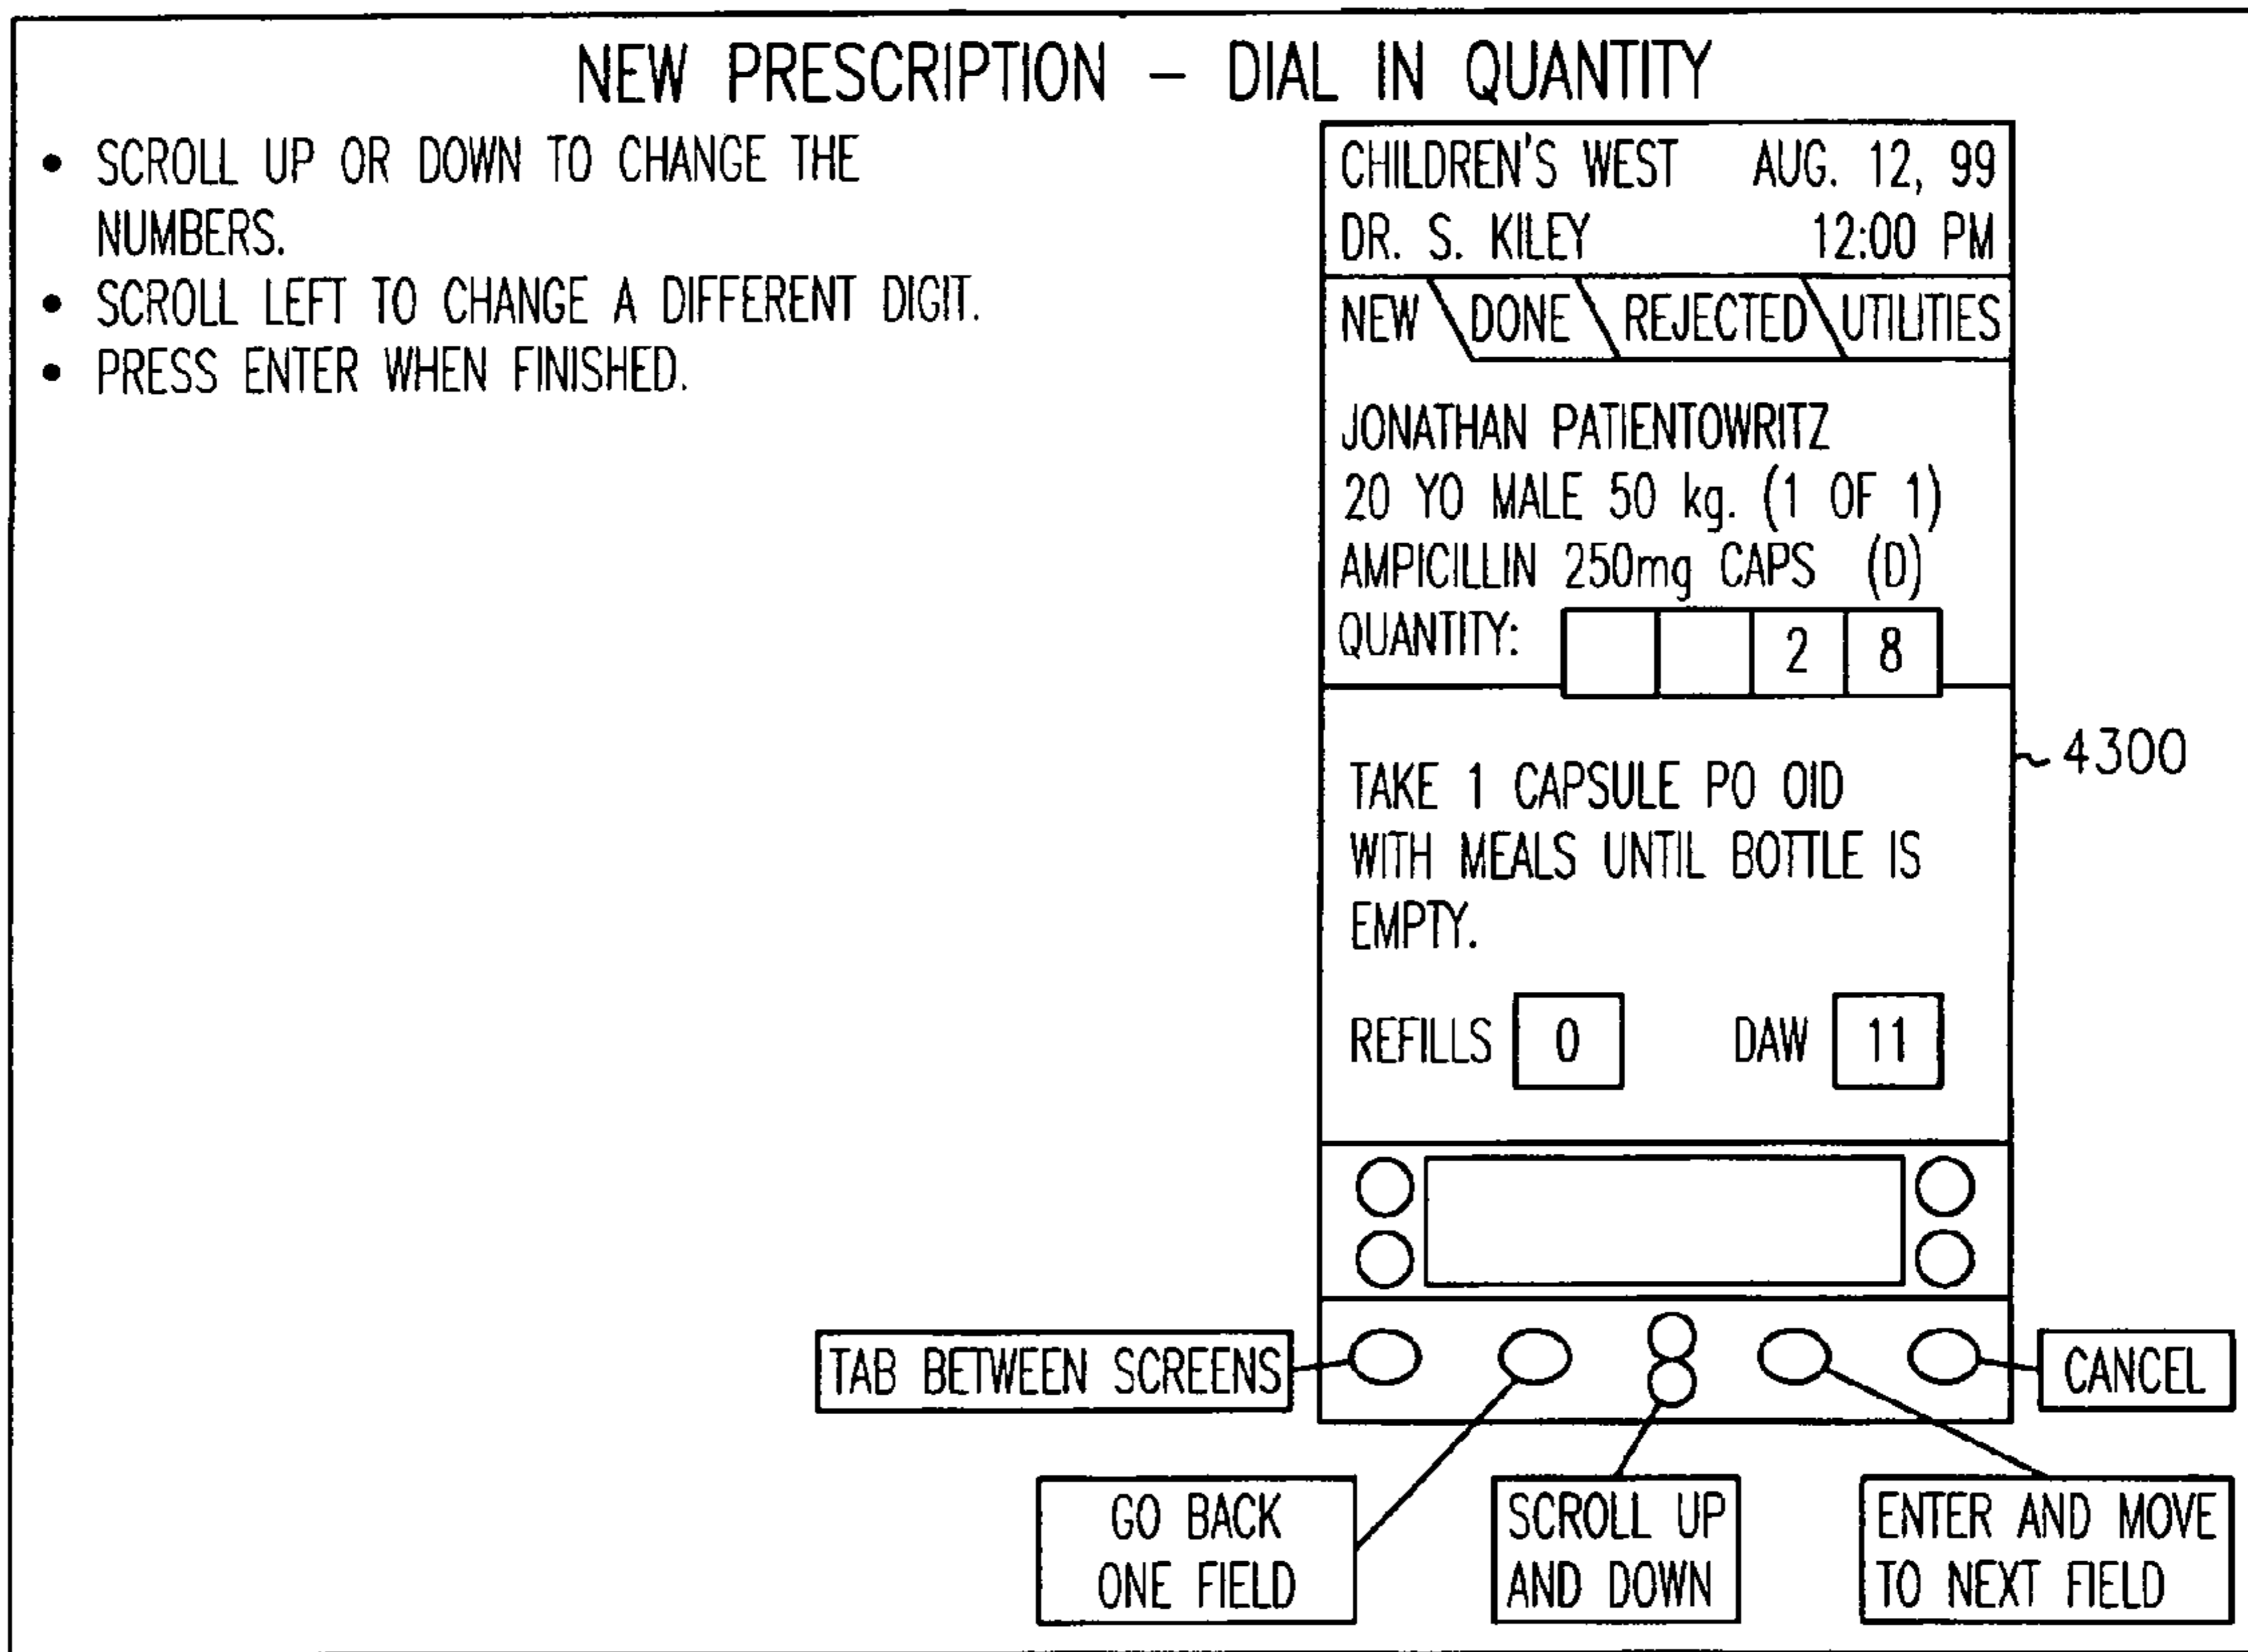 NEW PRESCRIPTION – DIAL IN QUANTITY
• SCROLL UP OR DOWN TO CHANGE THE
NUMBERS.
• SCROLL LEFT TO CHANGE A DIFFERENT DIGIT.
• PRESS ENTER WHEN FINISHED.
CHILDREN'S WEST AUG. 12, 99
DR. S. KILEY 12:00 PM
NEW DONE REJECTED UTILITIES
JONATHAN PATIENTOWRITZ
20 YO MALE 50 kg. (1 OF 1)
AMPICILLIN 250mg CAPS (D)
QUANTITY: 2 8
4300
TAKE 1 CAPSULE PO OID
WITH MEALS UNTIL BOTTLE IS
EMPTY.
REFILLS 0 DAW 11
TAB BETWEEN SCREENS
CANCEL
GO BACK
ONE FIELD
SCROLL UP
AND DOWN
ENTER AND MOVE
TO NEXT FIELD